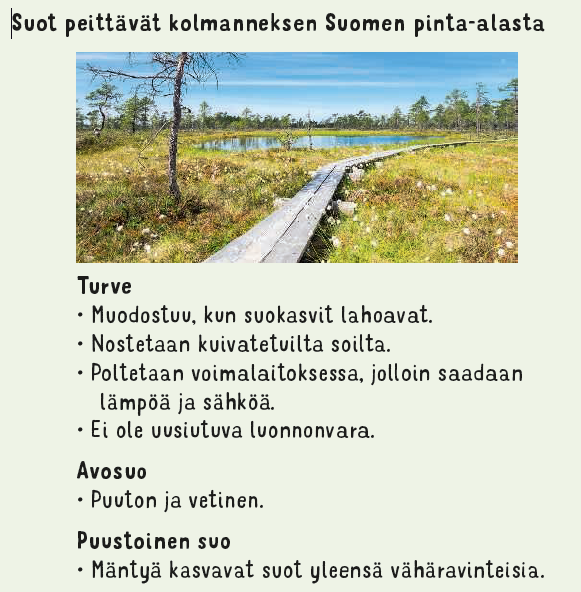 Suot peittävät kolmanneksen Suomen pinta-alasta
Turve
• Muodostuu, kun suokasvit lahoavat.
• Nostetaan kuivatetuilta soilta.
• Poltetaan voimalaitoksessa, jolloin saadaan
lämpöä ja sähköä.
• Ei ole uusiutuva luonnonvara.
Avosuo
• Puuton ja vetinen.
Puustoinen suo
• Mäntyä kasvavat suot yleensä vähäravinteisia.